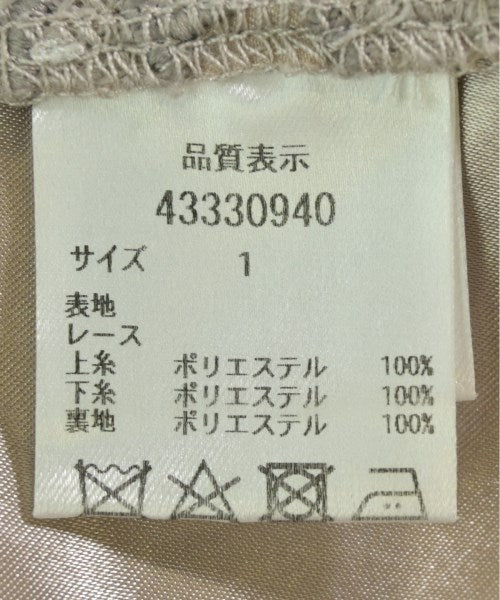 品質表示
43330940
サイズ 1
表地
レース
上糸 ポリエステル 100%
下糸 ポリエステル 100%
裏地 ポリエステル 100%